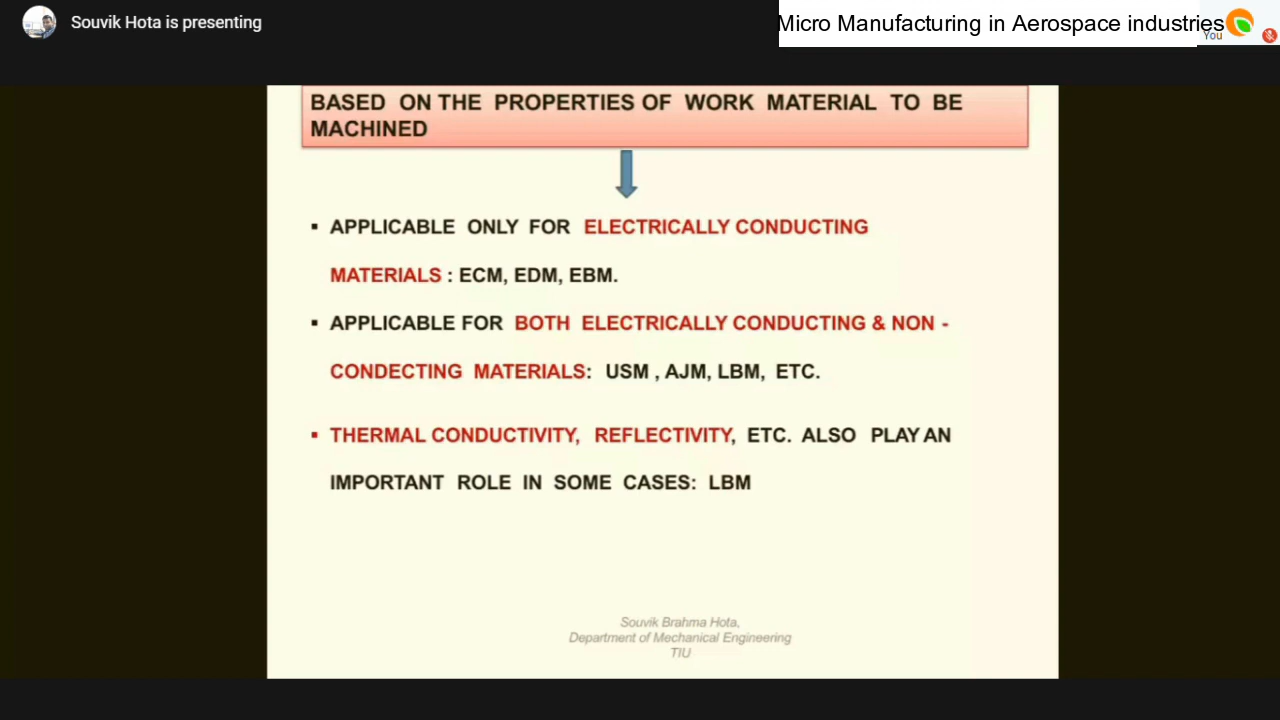 Souvik Hota is presenting
Micro Manufacturing in Aerospace industries
You
BASED ON THE PROPERTIES OF WORK MATERIAL TO BE
MACHINED
▪ APPLICABLE ONLY FOR ELECTRICALLY CONDUCTING
MATERIALS : ECM, EDM, EBM.
▪ APPLICABLE FOR BOTH ELECTRICALLY CONDUCTING & NON -
CONDECTING MATERIALS: USM , AJM, LBM, ETC.
▪ THERMAL CONDUCTIVITY, REFLECTIVITY, ETC. ALSO PLAY AN
IMPORTANT ROLE IN SOME CASES: LBM
Souvik Brahma Hota,
Department of Mechanical Engineering
TIU